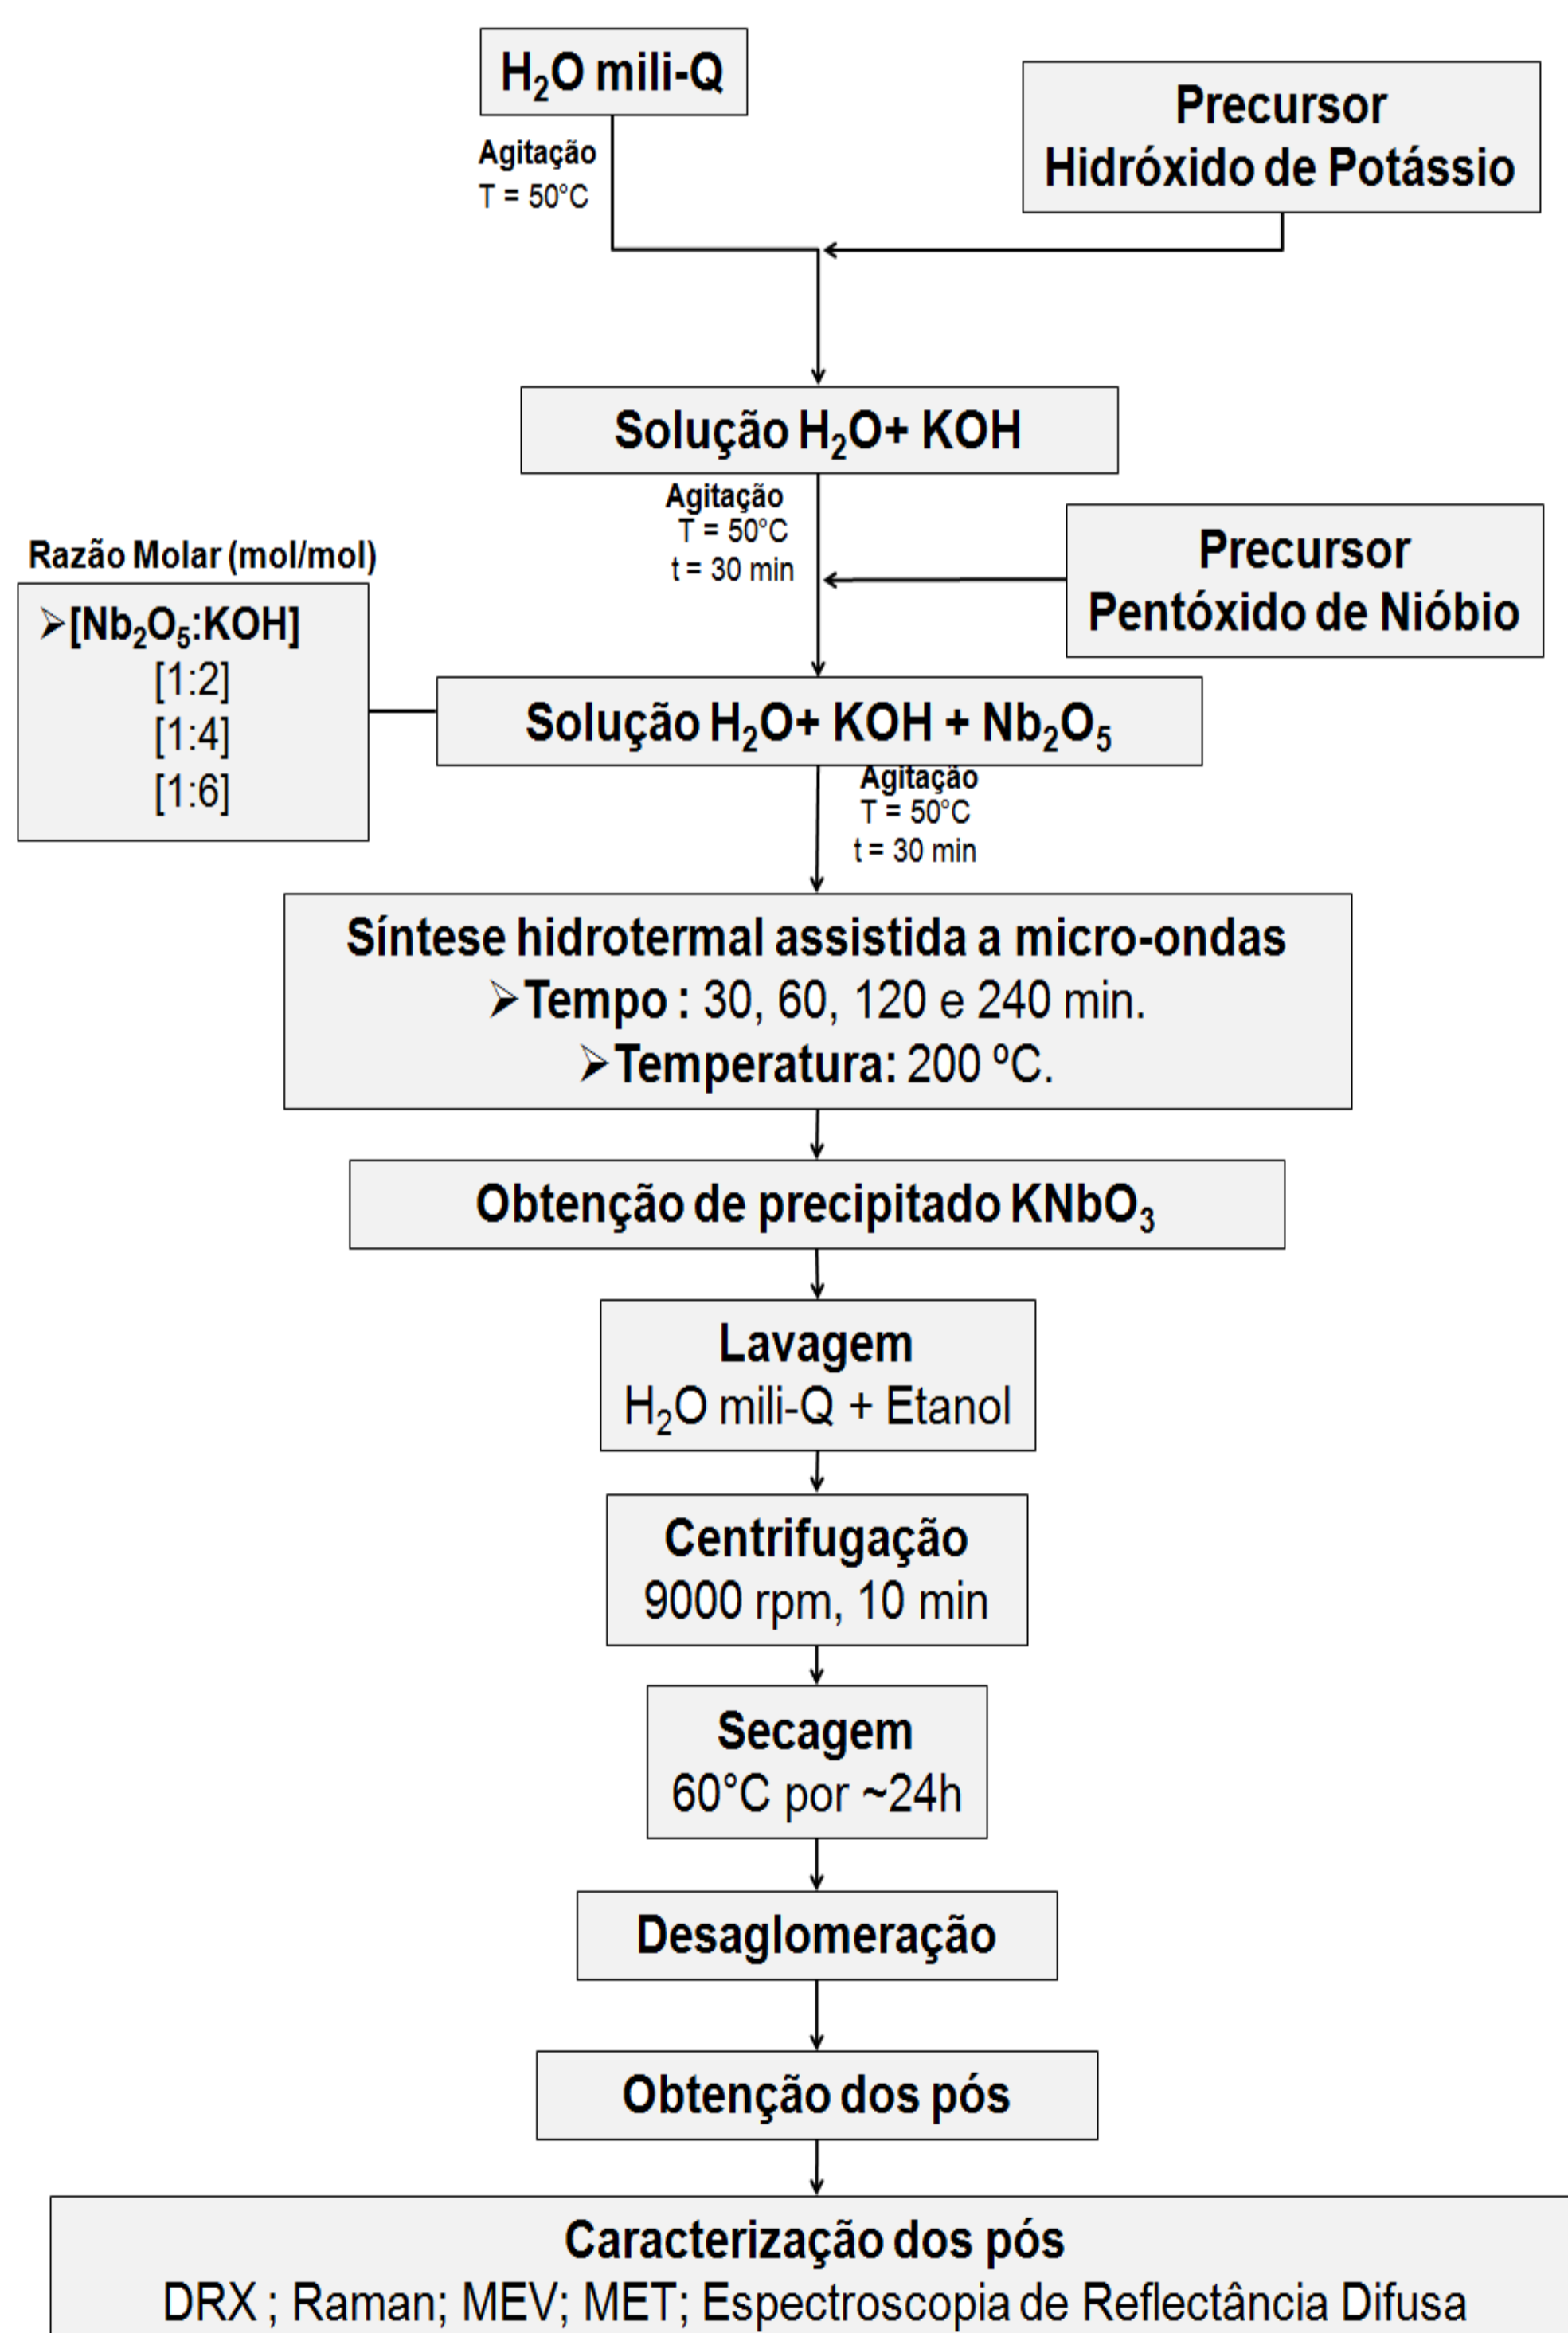 H₂O mili-Q
Agitação
T = 50°C
Precursor
Hidróxido de Potássio
Solução H₂O+ KOH
Agitação
T = 50°C
t = 30 min
Precursor
Pentóxido de Nióbio
Razão Molar (mol/mol)
➢[Nb₂O₅:KOH]
[1:2]
[1:4]
[1:6]
Solução H₂O+ KOH + Nb₂O₅
Agitação
T = 50°C
t = 30 min
Síntese hidrotermal assistida a micro-ondas
➢Tempo : 30, 60, 120 e 240 min.
➢Temperatura: 200 ºC.
Obtenção de precipitado KNbO₃
Lavagem
H₂O mili-Q + Etanol
Centrifugação
9000 rpm, 10 min
Secagem
60°C por ~24h
Desaglomeração
Obtenção dos pós
Caracterização dos pós
DRX ; Raman; MEV; MET; Espectroscopia de Reflectância Difusa